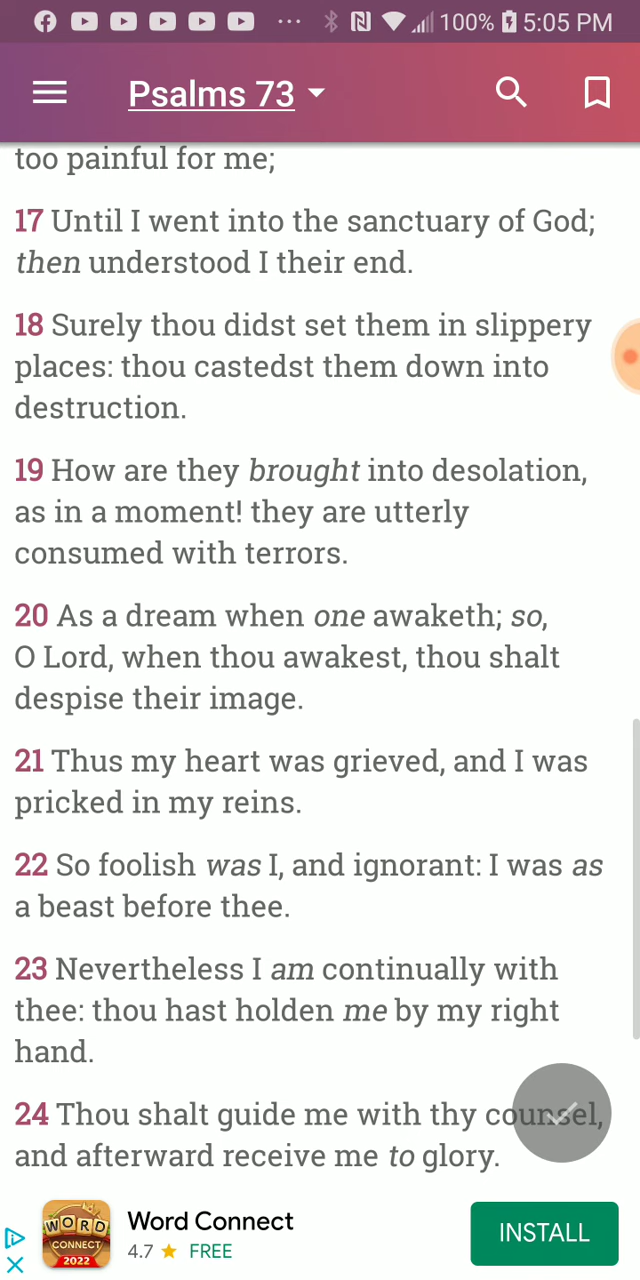 100% 5:05 PM
Psalms 73
too painful for me;
17 Until I went into the sanctuary of God;
then understood I their end.
18 Surely thou didst set them in slippery
places: thou castedst them down into
destruction.
19 How are they brought into desolation,
as in a moment! they are utterly
consumed with terrors.
20 As a dream when one awaketh; so,
O Lord, when thou awakest, thou shalt
despise their image.
21 Thus my heart was grieved, and I was
pricked in my reins.
22 So foolish was I, and ignorant: I was as
a beast before thee.
23 Nevertheless I am continually with
thee: thou hast holden me by my right
hand.
24 Thou shalt guide me with thy counsel,
and afterward receive me to glory.
WORD
CONNECT
2022
Word Connect
4.7 ★ FREE
INSTALL